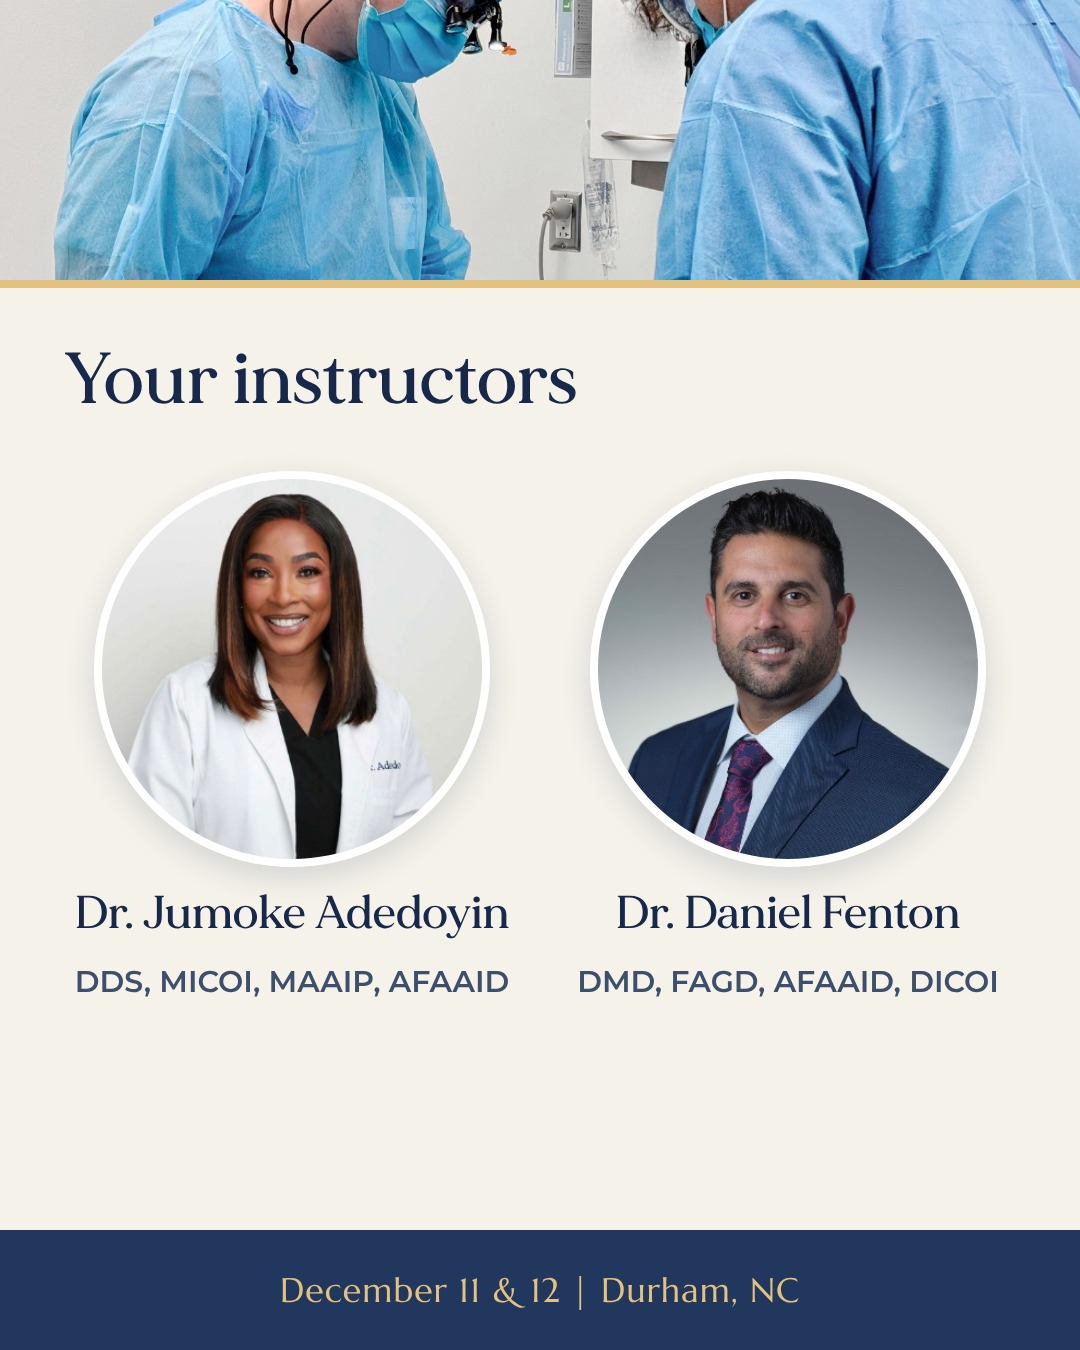 Your instructors
Dr. Jumoke Adedoyin
DDS, MICOI, MAAIP, AFAAID
Dr. Daniel Fenton
DMD, FAGD, AFAAID, DICOI
December 11 & 12 | Durham, NC